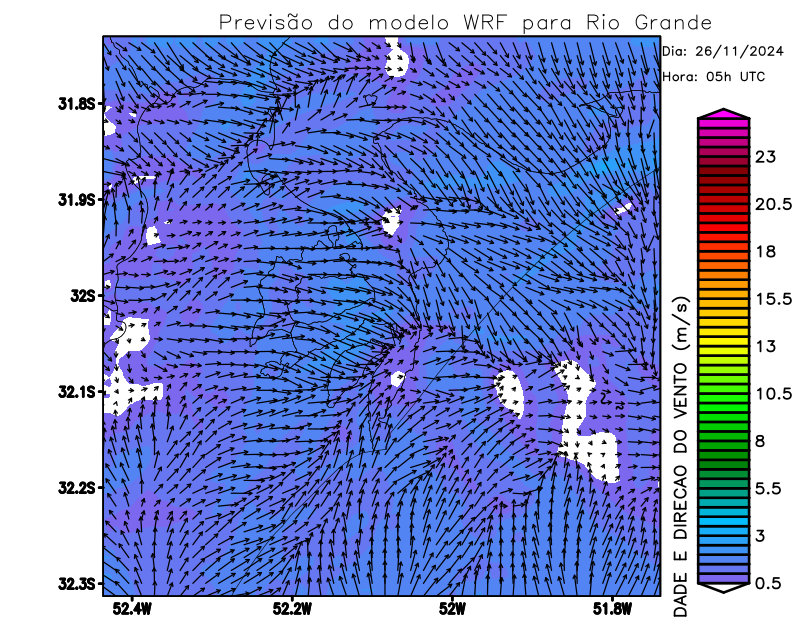 Previsão do modelo WRF para Rio Grande
Dia: 26/11/2024
Hora: 05h UTC
31.8S
31.9S
32S
32.1S
32.2S
32.3S
52.4W
52.2W
52W
51.8W
23
20.5
18
15.5
13
10.5
8
5.5
3
0.5
DADE E DIRECAO DO VENTO (m/s)